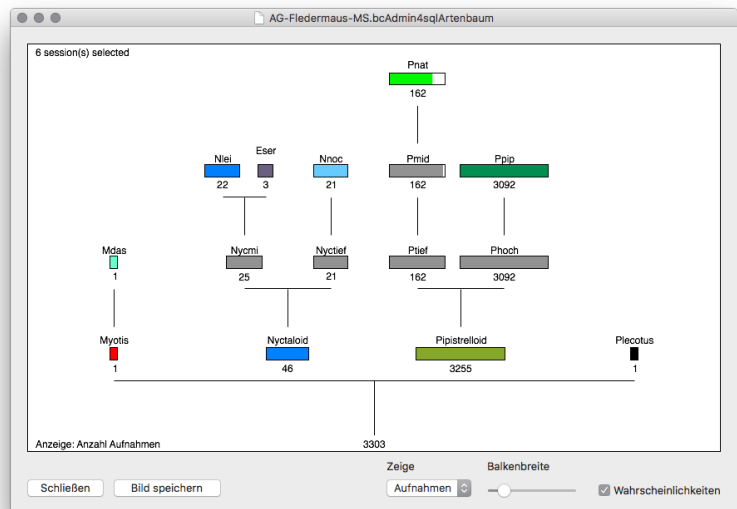 AG-Fledermaus-MS.bcAdmin4sqlArtenbaum
6 session(s) selected
Pnat
162
Nlei Eser Nnoc Pmid Ppip
22 3 21 162 3092
Mdas Nycmi Nyctief Ptief Phoch
1 25 21 162 3092
Myotis Nyctaloid Pipistrelloid Plecotus
1 46 3255 1
Anzeige: Anzahl Aufnahmen 3303
Zeige Balkenbreite
Schließen Bild speichern Aufnahmen Wahrscheinlichkeiten